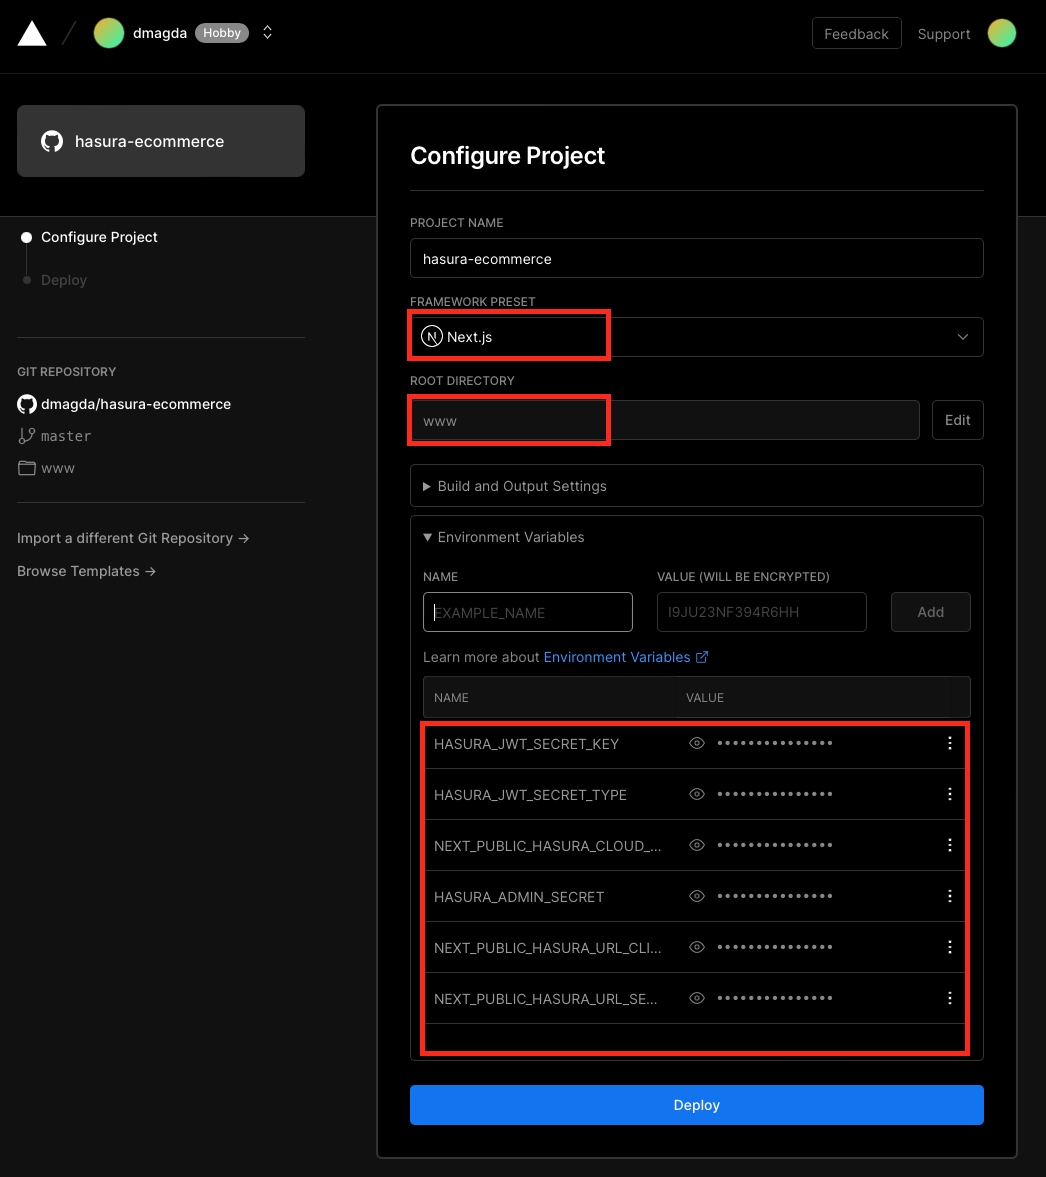 dmagda Hobby
Feedback Support
hasura-ecommerce
Configure Project
Deploy
GIT REPOSITORY
dmagda/hasura-ecommerce
master
www
Import a different Git Repository →
Browse Templates →
Configure Project
PROJECT NAME
hasura-ecommerce
FRAMEWORK PRESET
N Next.js
ROOT DIRECTORY
www Edit
Build and Output Settings
Environment Variables
NAME VALUE (WILL BE ENCRYPTED)
EXAMPLE_NAME I9JU23NF394R6HH Add
Learn more about Environment Variables
NAME VALUE
HASURA_JWT_SECRET_KEY •••••••••••••••
HASURA_JWT_SECRET_TYPE •••••••••••••••
NEXT_PUBLIC_HASURA_CLOUD_... •••••••••••••••
HASURA_ADMIN_SECRET •••••••••••••••
NEXT_PUBLIC_HASURA_URL_CLI... •••••••••••••••
NEXT_PUBLIC_HASURA_URL_SE... •••••••••••••••
Deploy